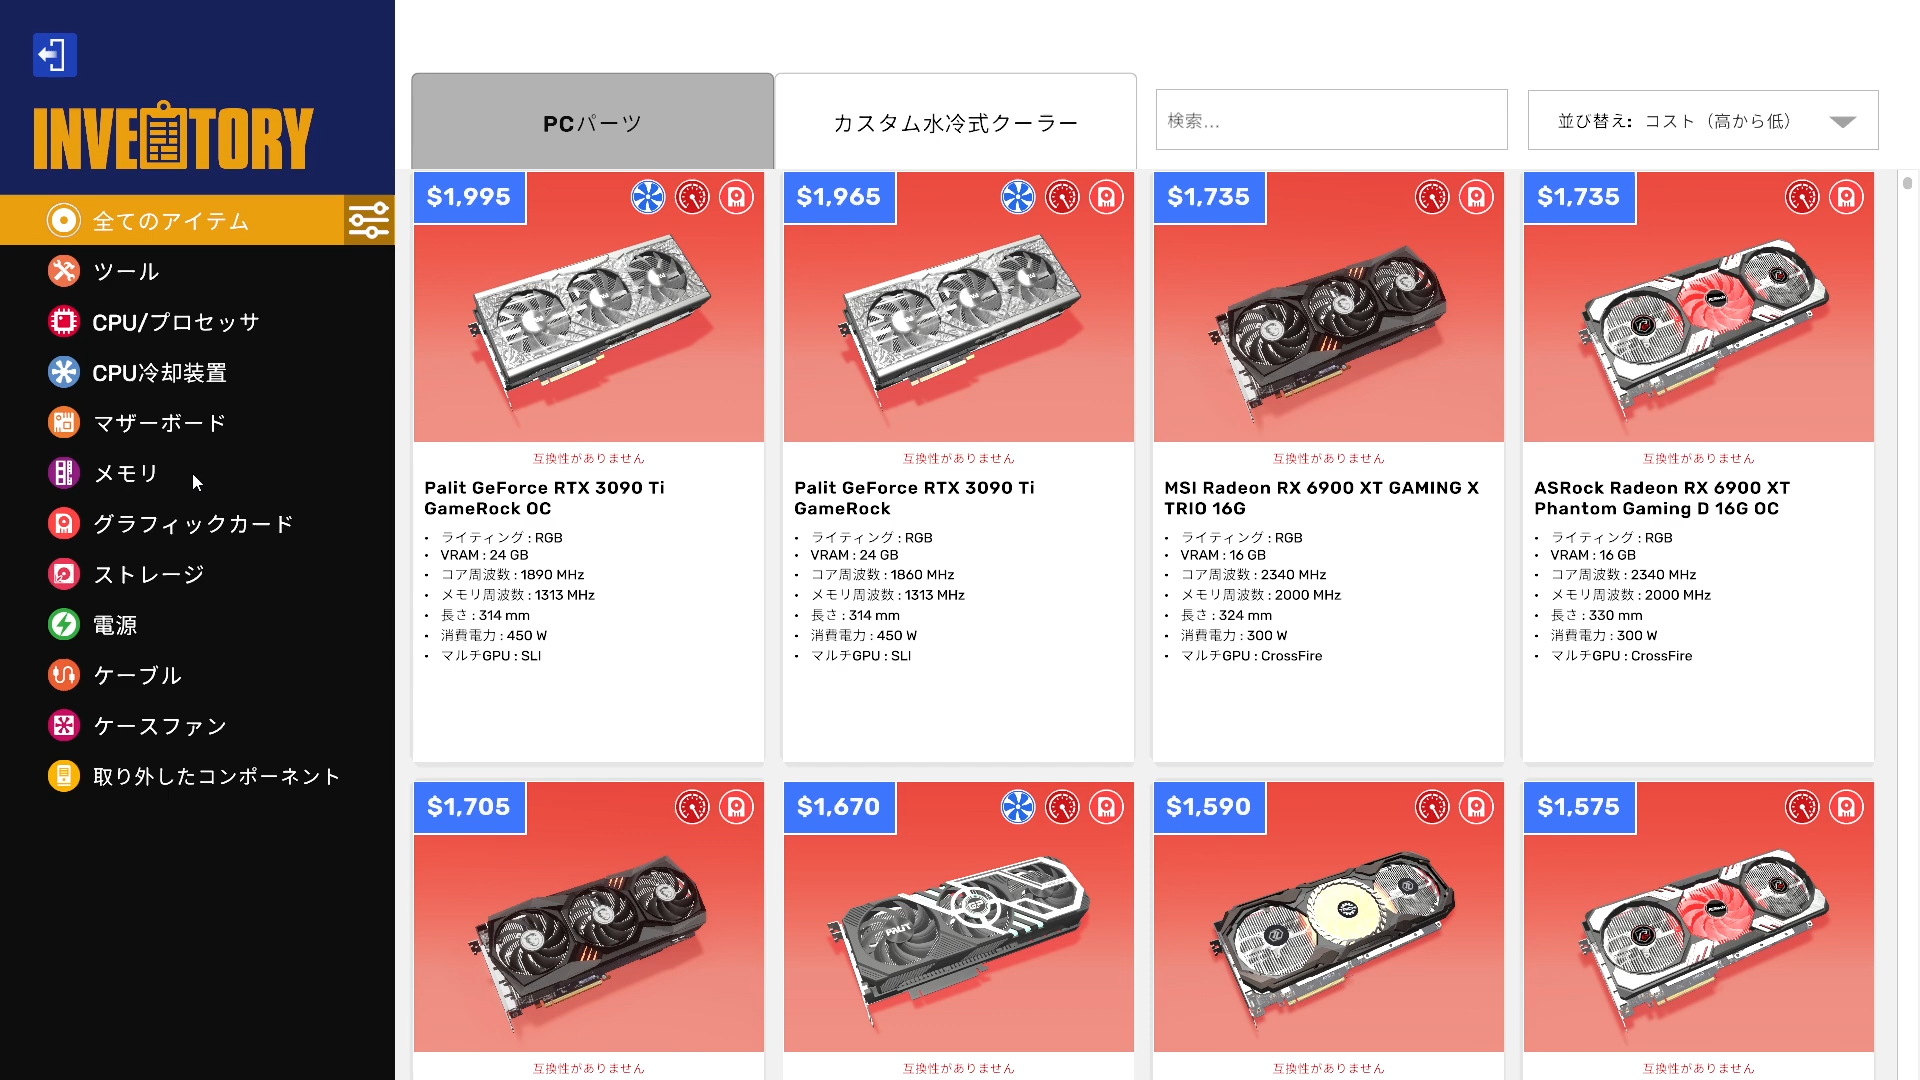 INVENTORY
全てのアイテム
ツール
CPU/プロセッサ
CPU冷却装置
マザーボード
メモリ
グラフィックカード
ストレージ
電源
ケーブル
ケースファン
取り外したコンポーネント
PCパーツ
カスタム水冷式クーラー
検索...
並び替え: コスト（高から低）
$1,995
互換性がありません
Palit GeForce RTX 3090 Ti
GameRock OC
• ライティング : RGB
• VRAM : 24 GB
• コア周波数 : 1890 MHz
• メモリ周波数 : 1313 MHz
• 長さ : 314 mm
• 消費電力 : 450 W
• マルチGPU : SLI
$1,965
互換性がありません
Palit GeForce RTX 3090 Ti
GameRock
• ライティング : RGB
• VRAM : 24 GB
• コア周波数 : 1860 MHz
• メモリ周波数 : 1313 MHz
• 長さ : 314 mm
• 消費電力 : 450 W
• マルチGPU : SLI
$1,735
互換性がありません
MSI Radeon RX 6900 XT GAMING X
TRIO 16G
• ライティング : RGB
• VRAM : 16 GB
• コア周波数 : 2340 MHz
• メモリ周波数 : 2000 MHz
• 長さ : 324 mm
• 消費電力 : 300 W
• マルチGPU : CrossFire
$1,735
互換性がありません
ASRock Radeon RX 6900 XT
Phantom Gaming D 16G OC
• ライティング : RGB
• VRAM : 16 GB
• コア周波数 : 2340 MHz
• メモリ周波数 : 2000 MHz
• 長さ : 330 mm
• 消費電力 : 300 W
• マルチGPU : CrossFire
$1,705
互換性がありません
$1,670
PALIT
GP
互換性がありません
$1,590
互換性がありません
$1,575
互換性がありません